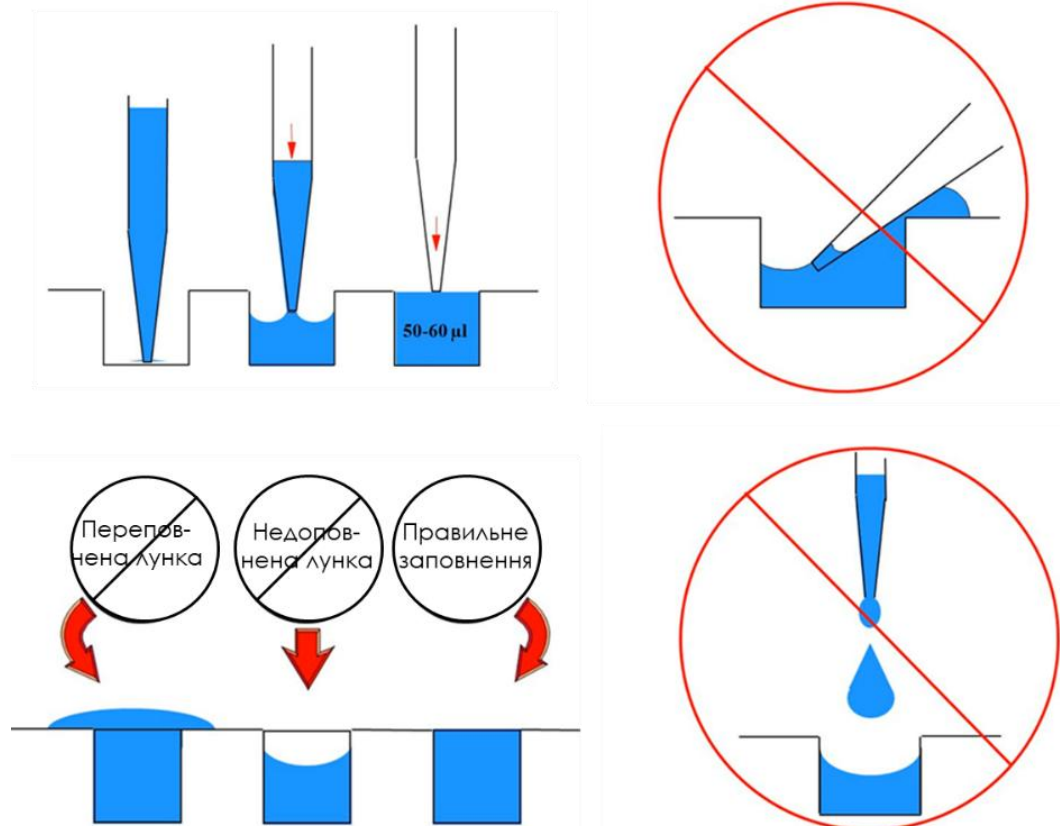 50-60 µl
Перепов-
нена лунка
Недопов-
нена лунка
Правильне
заповнення